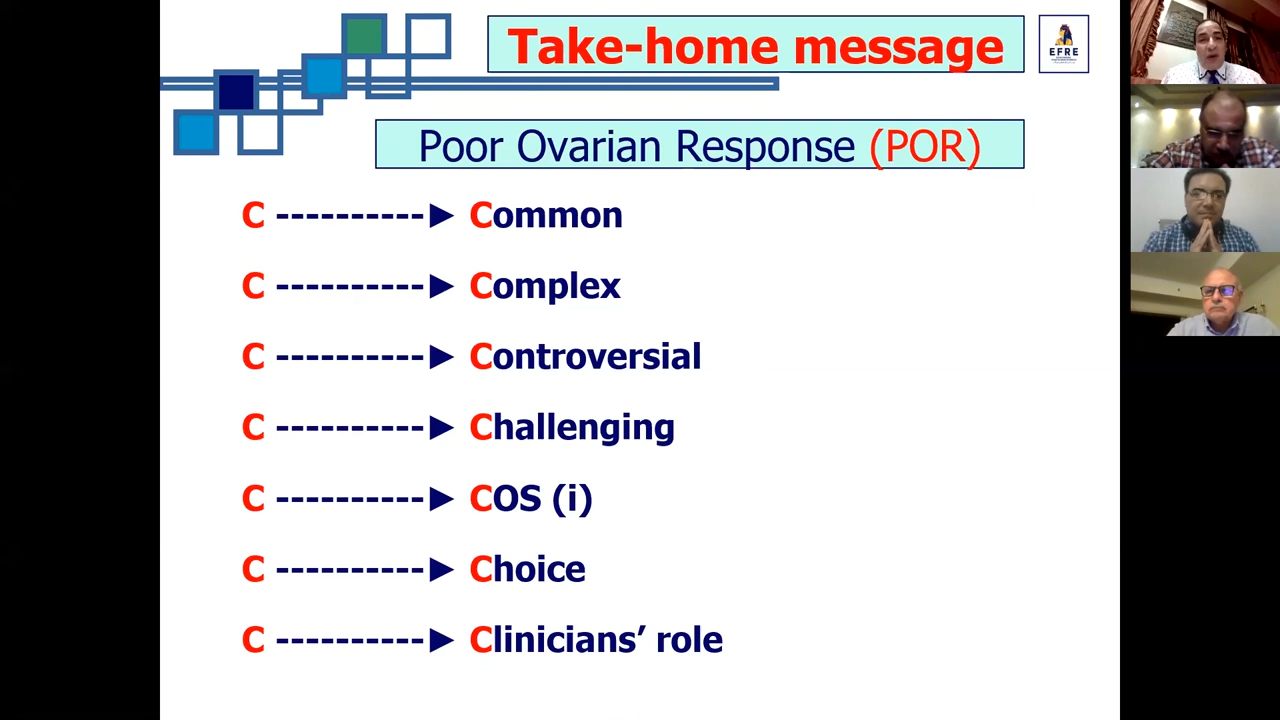 Take-home message
EFRE
Poor Ovarian Response (POR)
C ----------► Common
C ----------► Complex
C ----------► Controversial
C ----------► Challenging
C ----------► COS (i)
C ----------► Choice
C ----------► Clinicians’ role